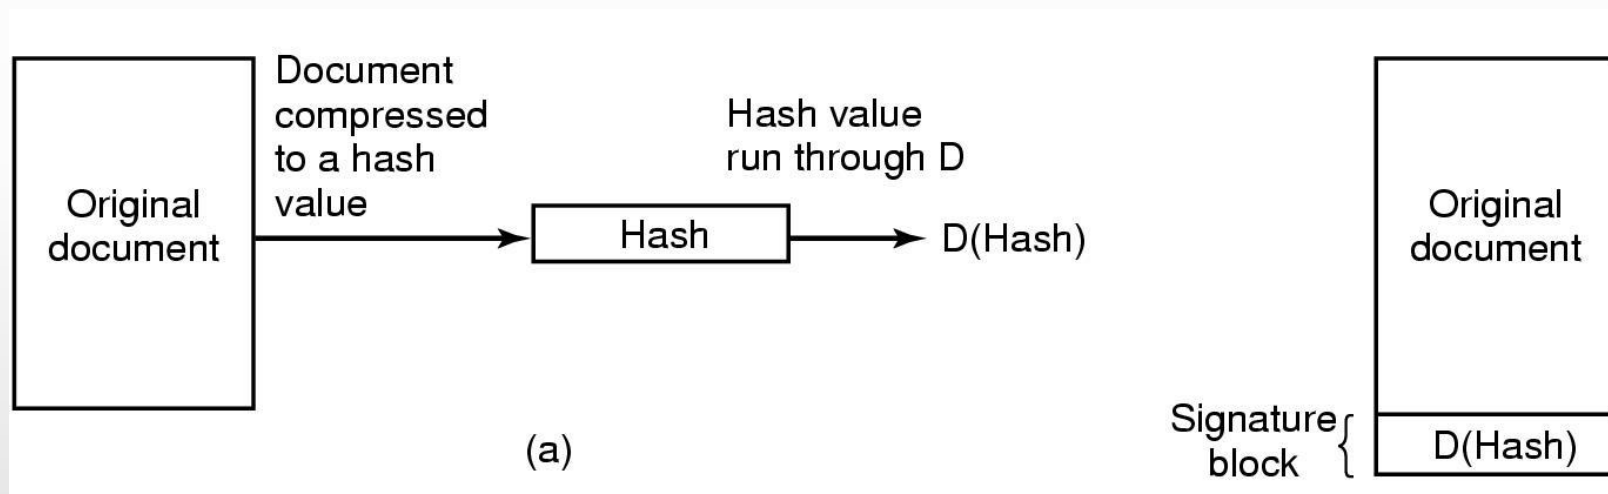 Original
document
Document
compressed
to a hash
value
Hash
Hash value
run through D
D(Hash)
(a)
Original
document
Signature
block
D(Hash)